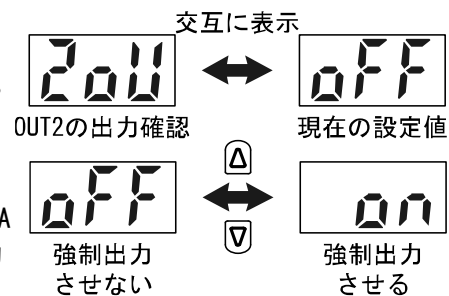 交互に表示
2oU
oFF
OUT2の出力確認
現在の設定値
oFF
on
A
強制出力
させない
強制出力
させる